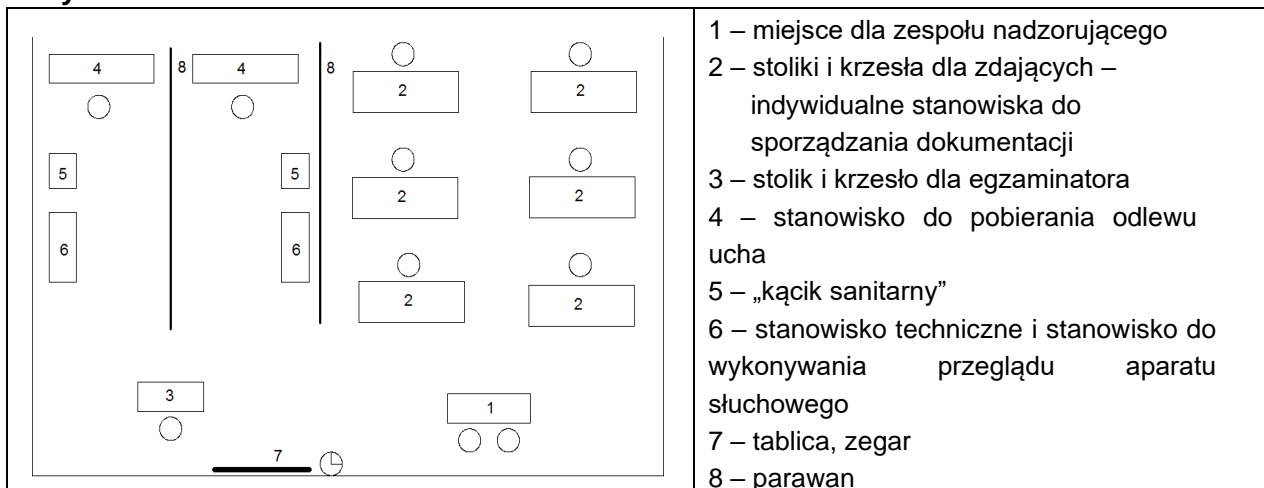 4
8
4
8
2
2
5
5
2
2
6
6
2
2
3
1
7
1 – miejsce dla zespołu nadzorującego
2 – stoliki i krzesła dla zdających –
indywidualne stanowiska do
sporządzania dokumentacji
3 – stolik i krzesło dla egzaminatora
4 – stanowisko do pobierania odlewu
ucha
5 – „kącik sanitarny”
6 – stanowisko techniczne i stanowisko do
wykonywania przeglądu aparatu
słuchowego
7 – tablica, zegar
8 – parawan